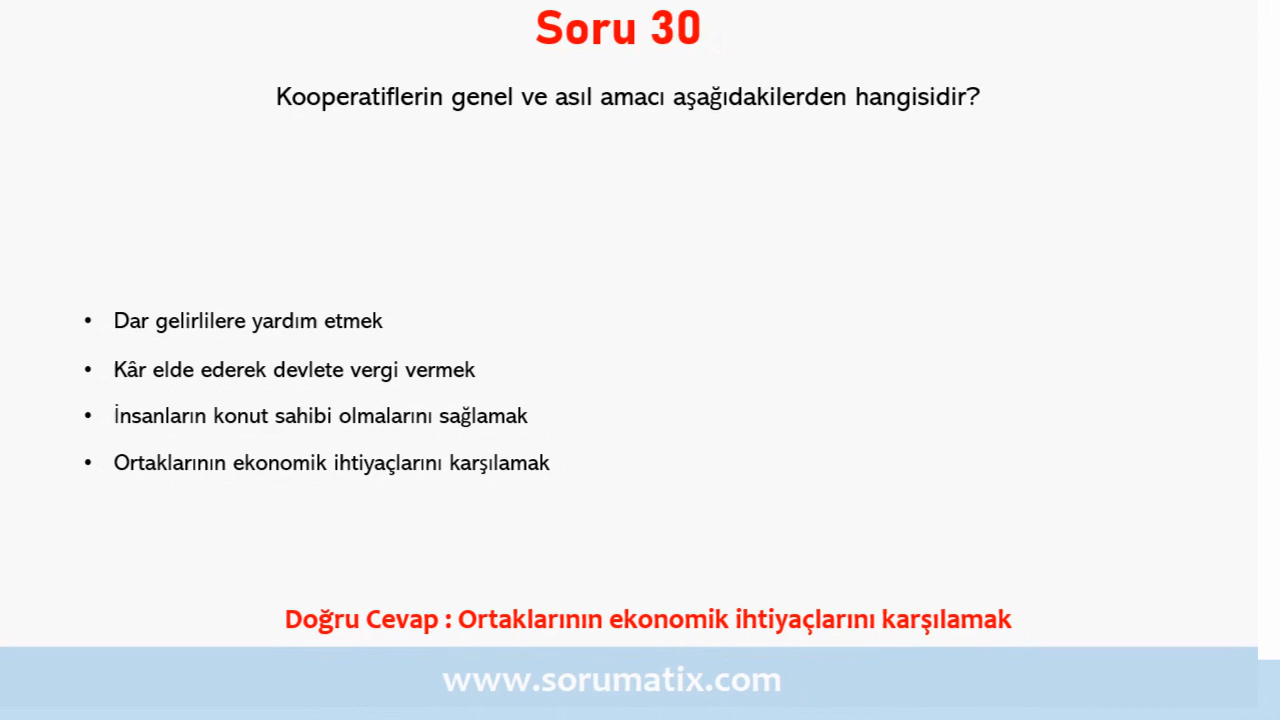 Soru 30
Kooperatiflerin genel ve asıl amacı aşağıdakilerden hangisidir?
• Dar gelirlilere yardım etmek
• Kâr elde ederek devlete vergi vermek
• İnsanların konut sahibi olmalarını sağlamak
• Ortaklarının ekonomik ihtiyaçlarını karşılamak
Doğru Cevap : Ortaklarının ekonomik ihtiyaçlarını karşılamak
www.sorumatix.com